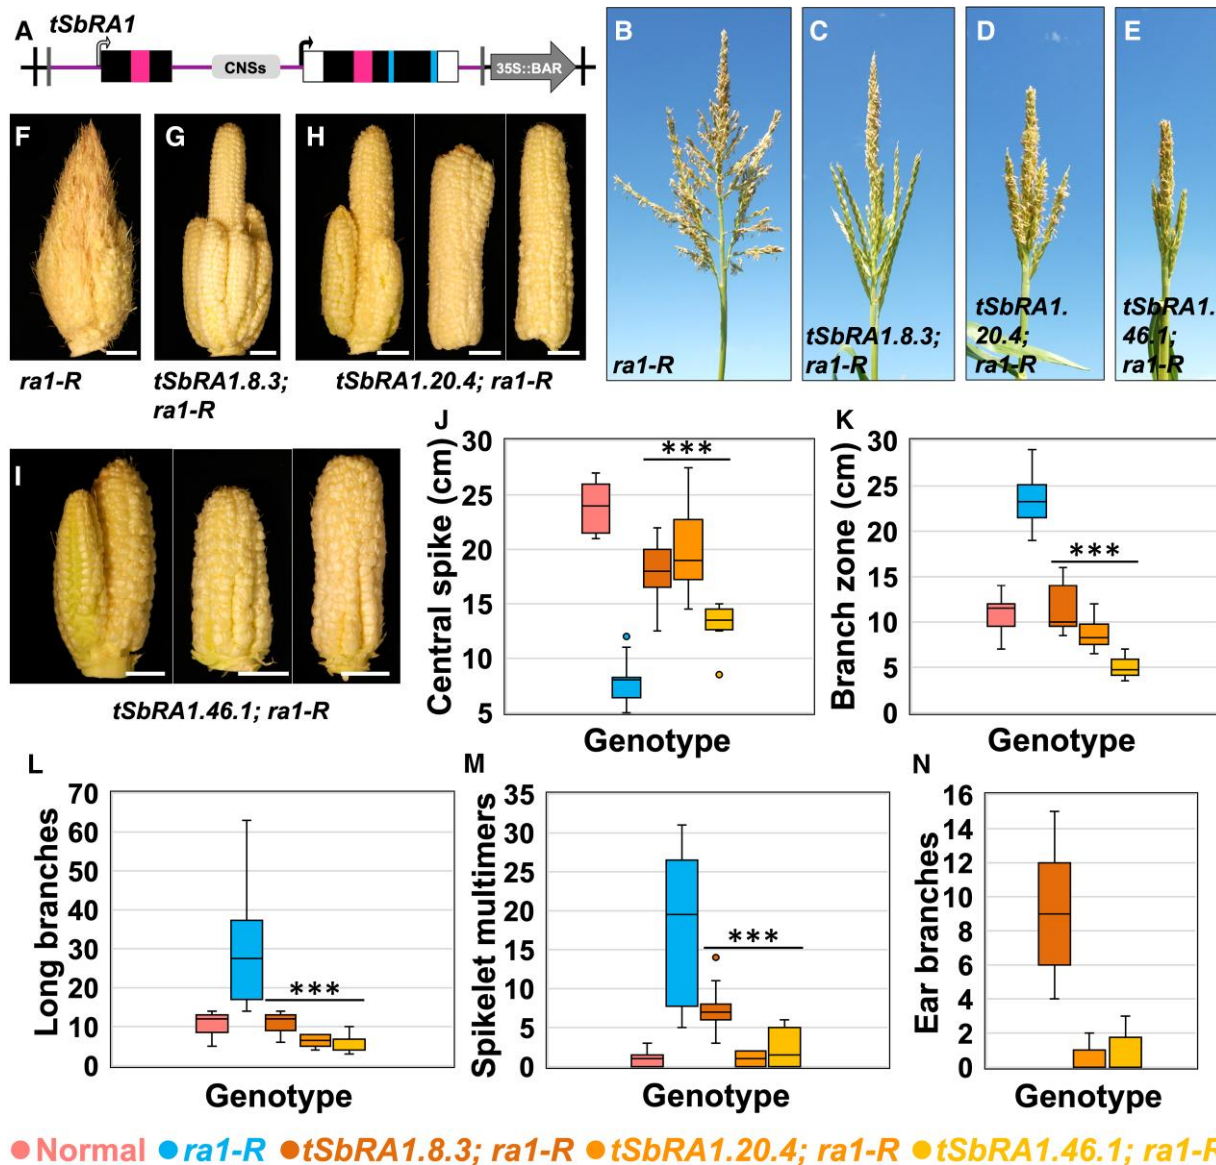 A
tSbRA1
CNSs
35S::BAR
B
ra1-R
C
tSbRA1.8.3;
ra1-R
D
tSbRA1.
20.4;
ra1-R
E
tSbRA1.
46.1;
ra1-R
F
ra1-R
G
tSbRA1.8.3;
ra1-R
H
tSbRA1.20.4; ra1-R
I
tSbRA1.46.1; ra1-R
J
Central spike (cm)
30
25
20
15
10
5
***
Genotype
K
Branch zone (cm)
30
25
20
15
10
5
0
***
Genotype
L
Long branches
70
60
50
40
30
20
10
0
***
Genotype
M
Spikelet multimers
35
30
25
20
15
10
5
0
***
Genotype
N
Ear branches
16
14
12
10
8
6
4
2
0
Genotype
Normal ra1-R tSbRA1.8.3; ra1-R tSbRA1.20.4; ra1-R tSbRA1.46.1; ra1-R